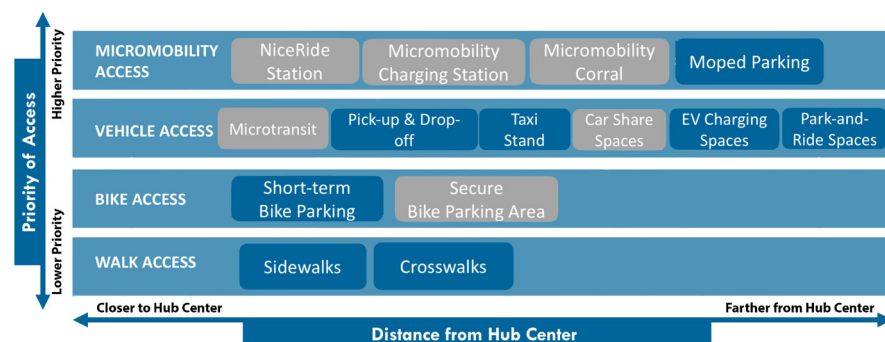 Priority of Access
Higher Priority
Lower Priority
MICROMOBILITY
ACCESS
NiceRide
Station
Micromobility
Charging Station
Micromobility
Corral
Moped Parking
VEHICLE ACCESS
Microtransit
Pick-up & Drop-
off
Taxi
Stand
Car Share
Spaces
EV Charging
Spaces
Park-and-
Ride Spaces
BIKE ACCESS
Short-term
Bike Parking
Secure
Bike Parking Area
WALK ACCESS
Sidewalks
Crosswalks
Closer to Hub Center
Farther from Hub Center
Distance from Hub Center